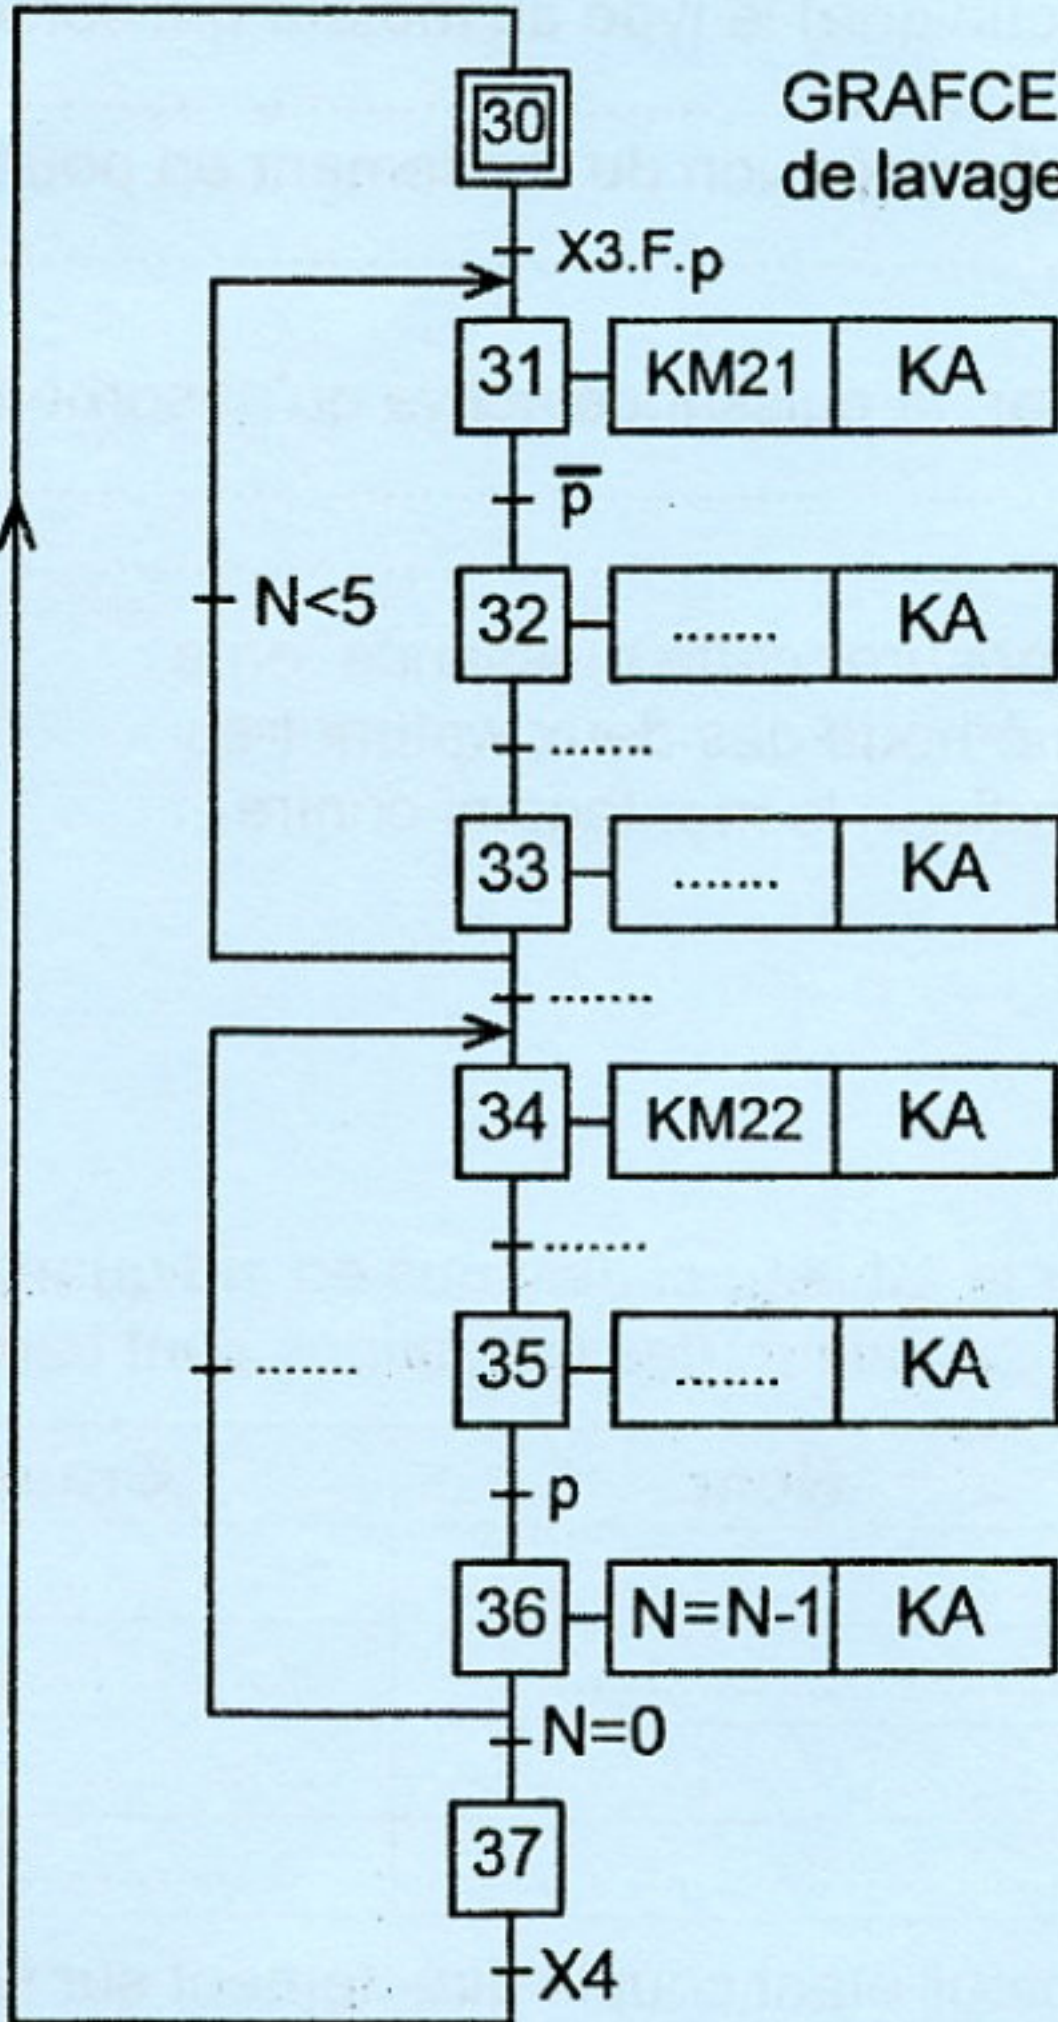 30
GRAFCE
de lavage
X3.F.p
31 KM21 KA
p̅
N<5
32 ....... KA
.......
33 ....... KA
.......
34 KM22 KA
.......
35 ....... KA
.......
p
36 N=N-1 KA
N=0
37
X4